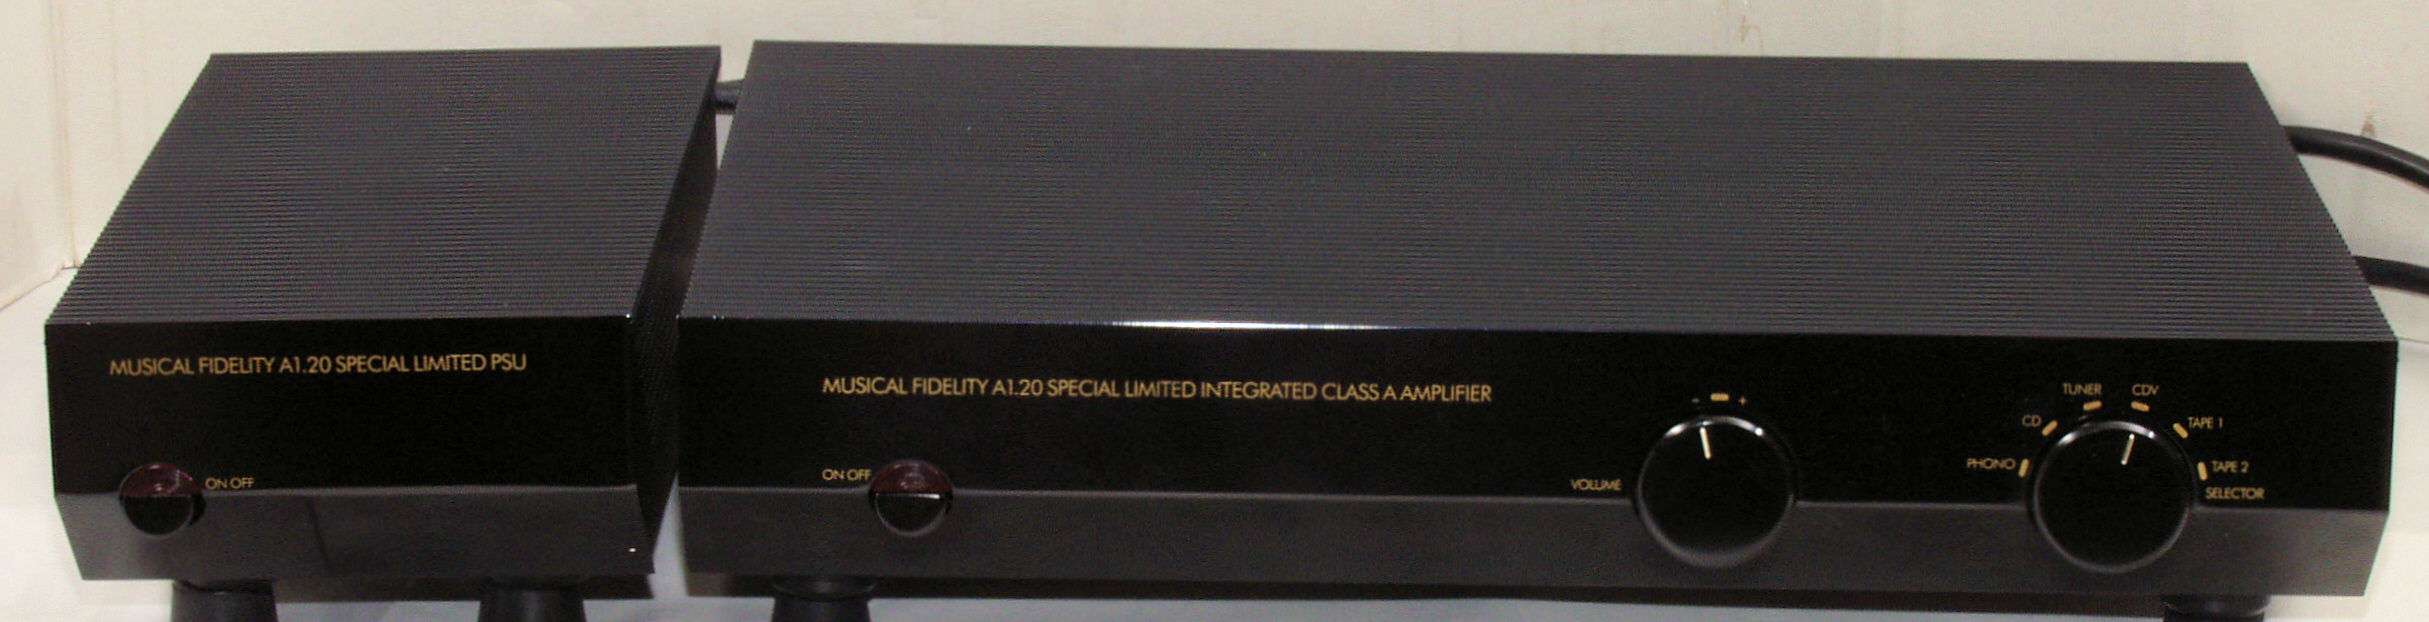 MUSICAL FIDELITY A1.20 SPECIAL LIMITED PSU
ON OFF
MUSICAL FIDELITY A1.20 SPECIAL LIMITED INTEGRATED CLASS A AMPLIFIER
ON OFF
- +
VOLUME
PHONO
CD
TUNER
CDV
TAPE 1
TAPE 2
SELECTOR